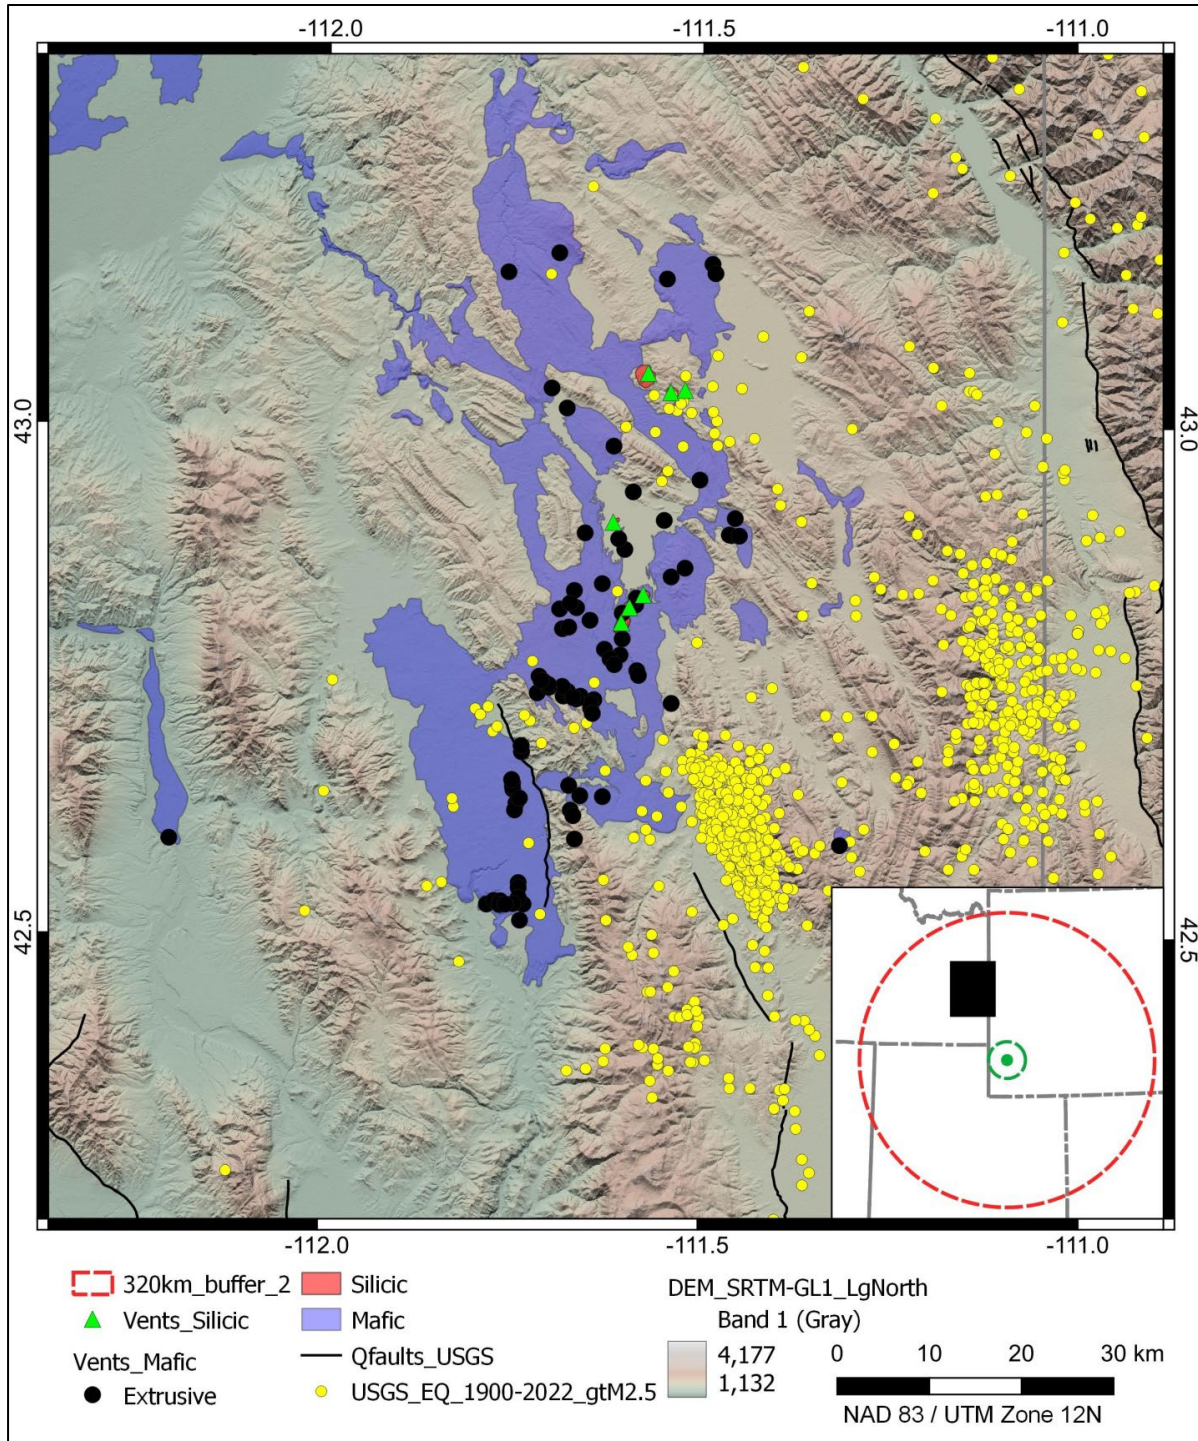 -112.0 -111.5 -111.0
43.0 43.0
42.5 42.5
-112.0 -111.5 -111.0
320km_buffer_2
Vents_Silicic
Vents_Mafic
Extrusive
Silicic
Mafic
Qfaults_USGS
USGS_EQ_1900-2022_gtM2.5
DEM_SRTM-GL1_LgNorth
Band 1 (Gray)
4,177
1,132
0 10 20 30 km
NAD 83 / UTM Zone 12N